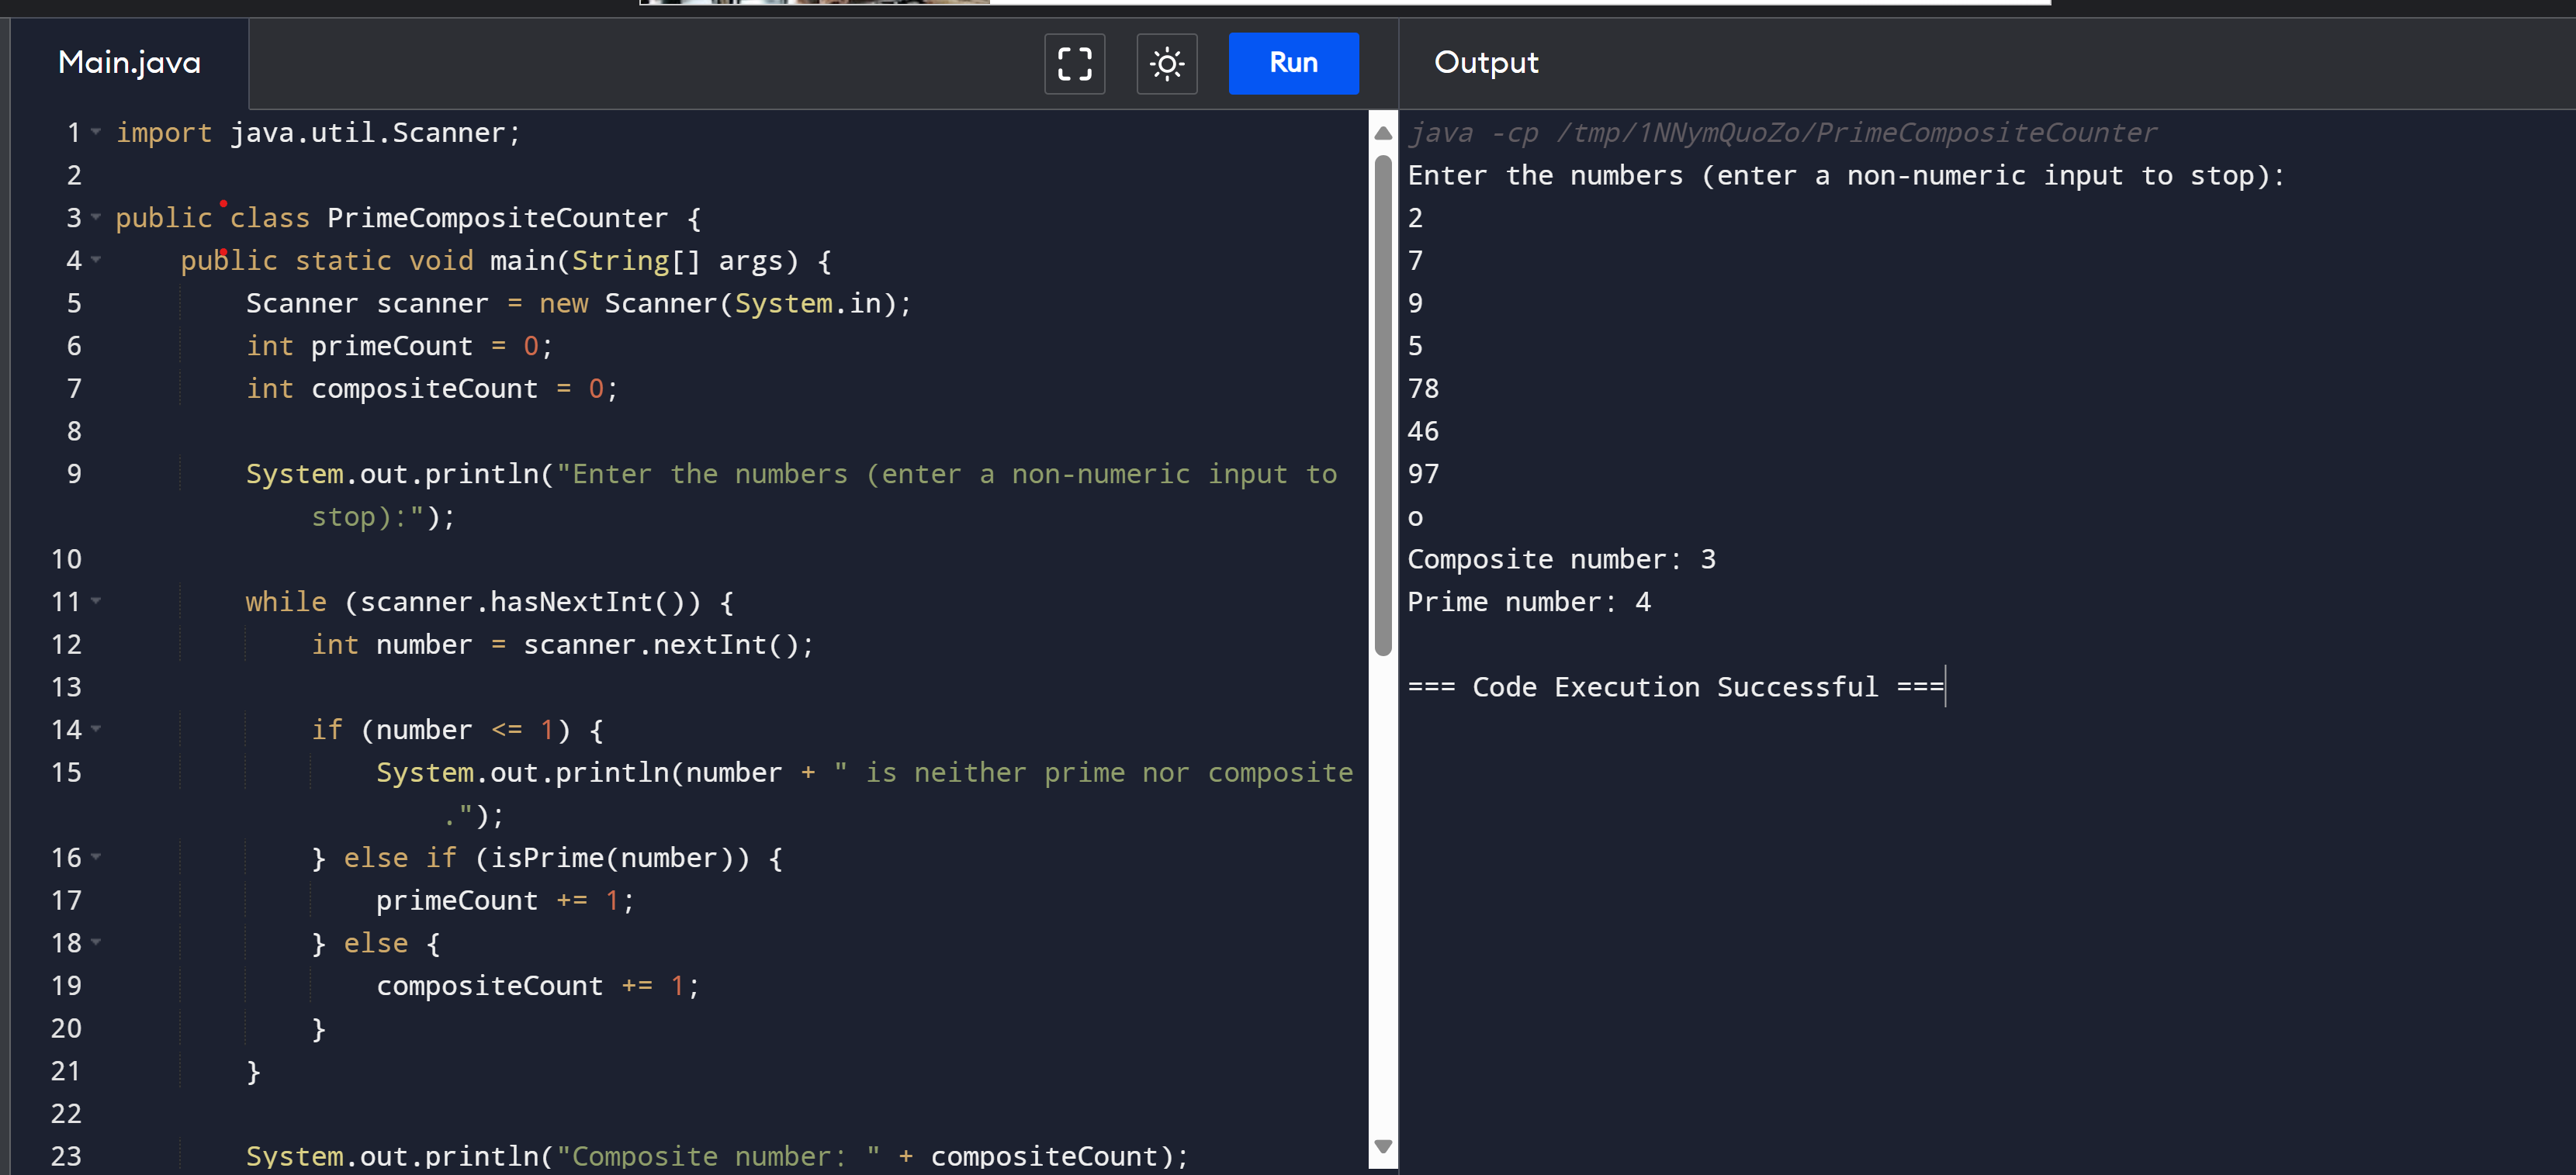 Main.java
Run
Output
1 import java.util.Scanner;
2
3 public class PrimeCompositeCounter {
4 public static void main(String[] args) {
5 Scanner scanner = new Scanner(System.in);
6 int primeCount = 0;
7 int compositeCount = 0;
8
9 System.out.println("Enter the numbers (enter a non-numeric input to
stop):");
10
11 while (scanner.hasNextInt()) {
12 int number = scanner.nextInt();
13
14 if (number <= 1) {
15 System.out.println(number + " is neither prime nor composite
.");
16 } else if (isPrime(number)) {
17 primeCount += 1;
18 } else {
19 compositeCount += 1;
20 }
21 }
22
23 System.out.println("Composite number: " + compositeCount);
java -cp /tmp/1NNymQuoZo/PrimeCompositeCounter
Enter the numbers (enter a non-numeric input to stop):
2
7
9
5
78
46
97
o
Composite number: 3
Prime number: 4
=== Code Execution Successful ===